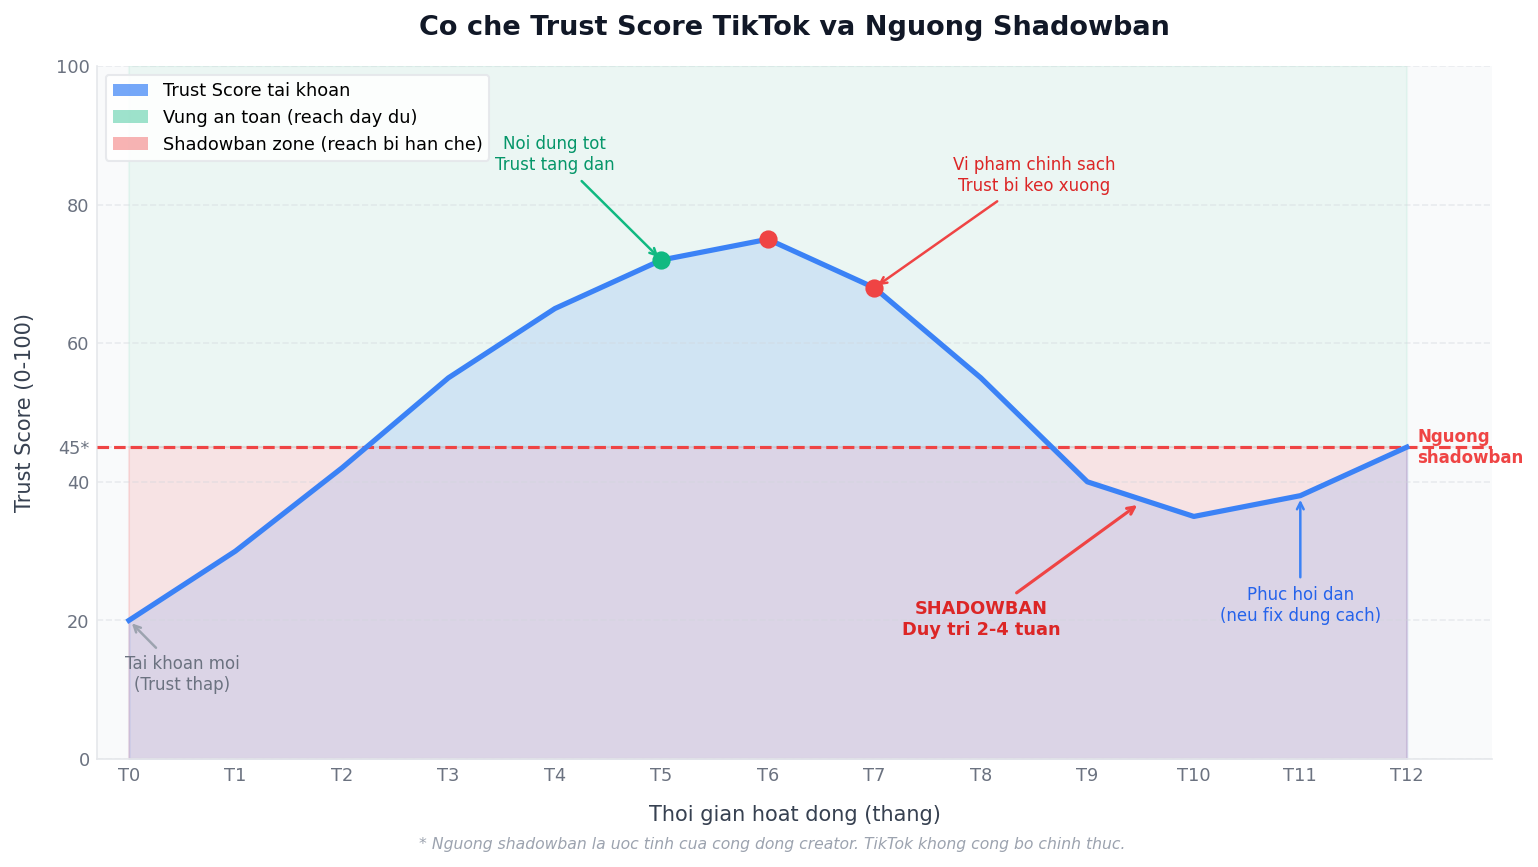 Co che Trust Score TikTok va Nguong Shadowban
Trust Score tai khoan
Vung an toan (reach day du)
Shadowban zone (reach bi han che)
Noi dung tot
Trust tang dan
Vi pham chinh sach
Trust bi keo xuong
Nguong
shadowban
SHADOWBAN
Duy tri 2-4 tuan
Phuc hoi dan
(neu fix dung cach)
Tai khoan moi
(Trust thap)
Trust Score (0-100)
100
80
60
45*
40
20
0
T0 T1 T2 T3 T4 T5 T6 T7 T8 T9 T10 T11 T12
Thoi gian hoat dong (thang)
* Nguong shadowban la uoc tinh cua cong dong creator. TikTok khong cong bo chinh thuc.